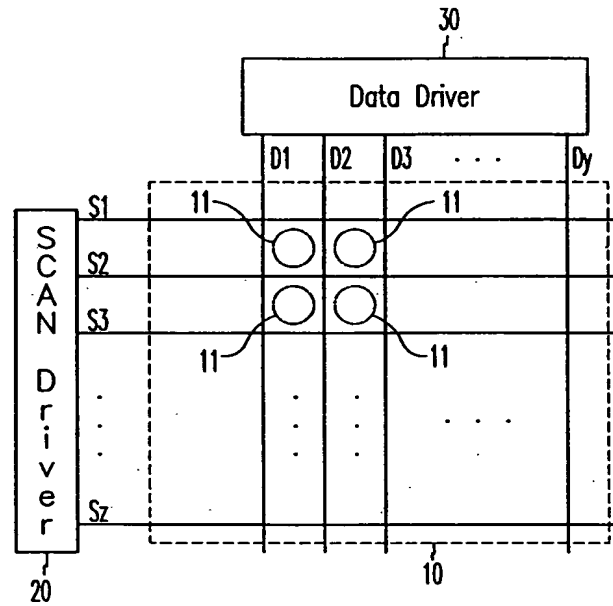 30
Data Driver
D1 D2 D3 . . . Dy
11 11
S1
S2
S3
11 11
SCAN Driver
Sz
20
10